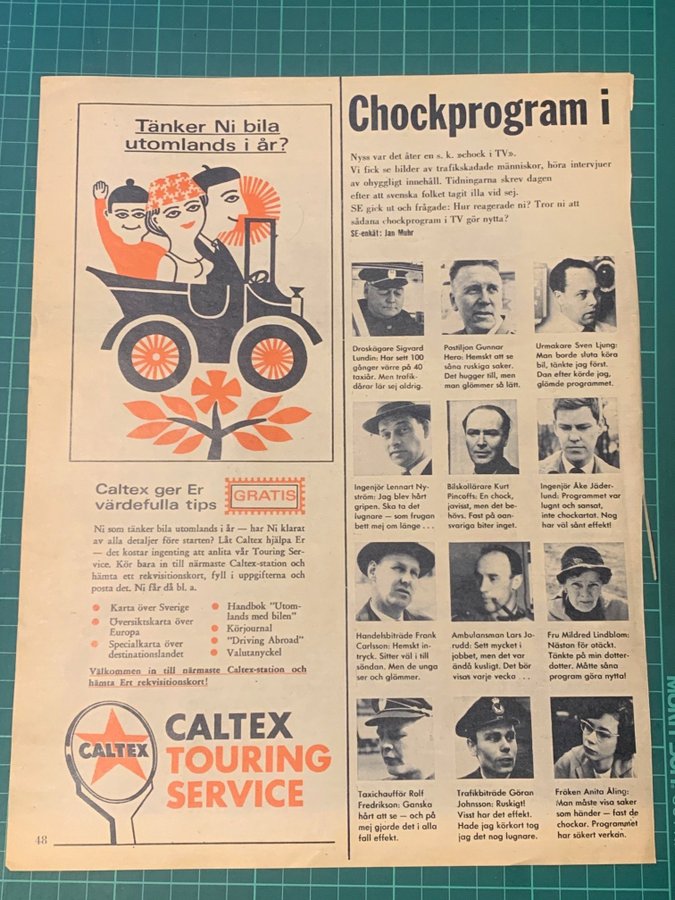 Tänker Ni bila
utomlands i år?
Caltex ger Er
värdefulla tips
GRATIS
Ni som tänker bila utomlands i år — har Ni klarat
av alla detaljer före starten? Låt Caltex hjälpa Er
— det kostar ingenting att anlita vår Touring Ser-
vice. Kör bara in till närmaste Caltex-station och
hämta ett rekvisitionskort, fyll i uppgifterna och
posta det. Ni får då bl. a.
Karta över Sverige
Översiktskarta över
Europa
Specialkarta över
destinationslandet
Handbok "Utom-
lands med bilen"
Körjournal
"Driving Abroad"
Valutanyckel
Välkommen in till närmaste Caltex-station och
hämta Ert rekvisitionskort!
CALTEX
CALTEX
TOURING
SERVICE
48
Chockprogram i
Nyss var det åter en s. k. »chock i TV».
Vi fick se bilder av trafikskadade människor, höra intervjuer
av ohyggligt innehåll. Tidningarna skrev dagen
efter att svenska folket tagit illa vid sej.
SE gick ut och frågade: Hur reagerade ni? Tror ni att
sådana chockprogram i TV gör nytta?
SE-enkät: Jan Mohr
Droskägare Sigvard
Lundin: Har sett 100
gånger värre på 40
taxiår. Men trafik-
dårar lär sej aldrig.
Postiljon Gunnar
Hero: Hemskt att se
såna ruskiga saker.
Det hugger till, men
man glömmer så lätt.
Urmakare Sven Ljung:
Man borde sluta köra
bil, tänkte jag först.
Dan efter körde jag,
glömde programmet.
Ingenjör Lennart Ny-
ström: Jag blev hårt
gripen. Ska ta det
lugnare — som frugan
bett mej om länge . . .
Bilskollärare Kurt
Pincoffs: En chock,
javisst, men det be-
hövs. Fast på an-
svariga biter inget.
Ingenjör Åke Jäder-
lund: Programmet var
lugnt och sansat,
inte chockartat. Nog
har väl sånt effekt!
Handelsbiträde Frank
Carlsson: Hemskt in-
tryck. Sitter väl i till
söndan. Men de unga
ser och glömmer.
Ambulansman Lars Jo-
rudd: Sett mycket i
jobbet, men det var
ändå kusligt. Det bör
visas varje vecka . . .
Fru Mildred Lindblom:
Nästan för otäckt.
Tänkte på min dotter-
dotter. Måtte såna
program göra nytta!
Taxichaufför Rolf
Fredrikson: Ganska
hårt att se — och på
mej gjorde det i alla
fall effekt.
Trafikbiträde Göran
Johnsson: Ruskigt!
Visst har det effekt.
Hade jag körkort tog
jag det nog lugnare.
Fröken Anita Åling:
Man måste visa saker
som händer — fast de
chockar. Programmet
har säkert verkan.